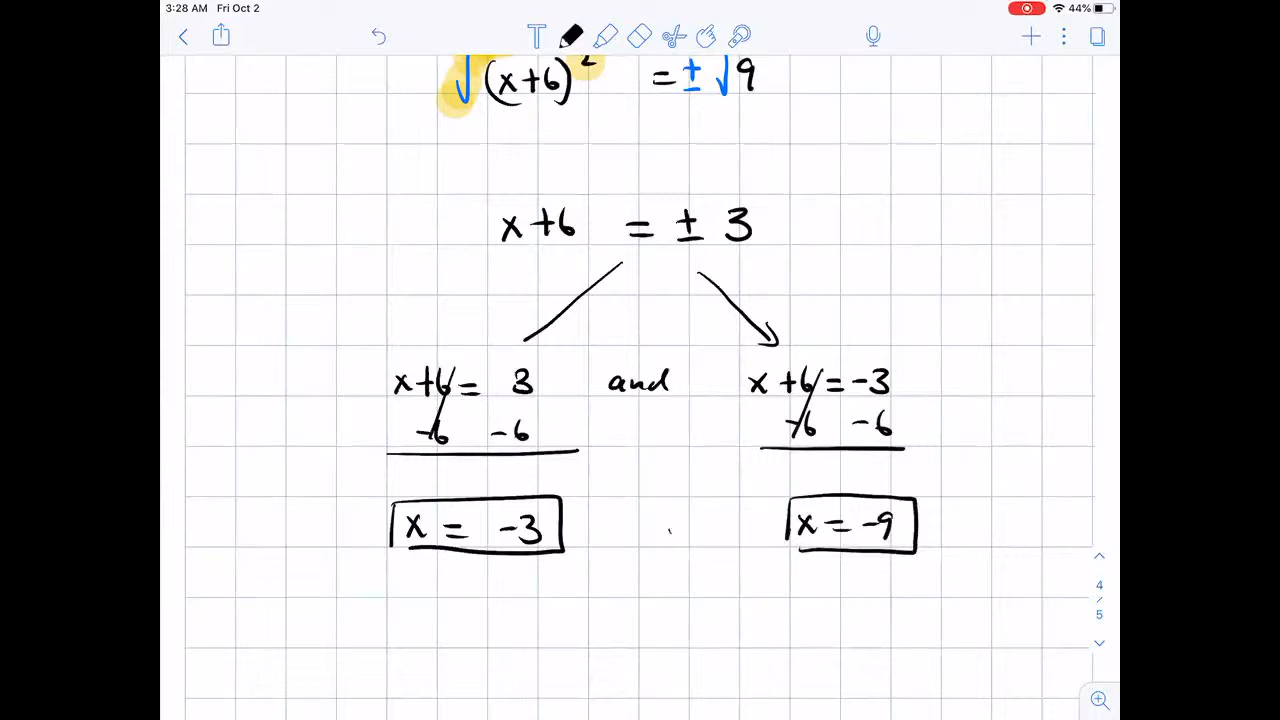 3:28 AM Fri Oct 2 44%
T
√(x+6)² = ± √9
x+6 = ± 3
x+6 = 3 and x+6 = -3
-6 -6 -6 -6
x = -3 x = -9
4
/
5